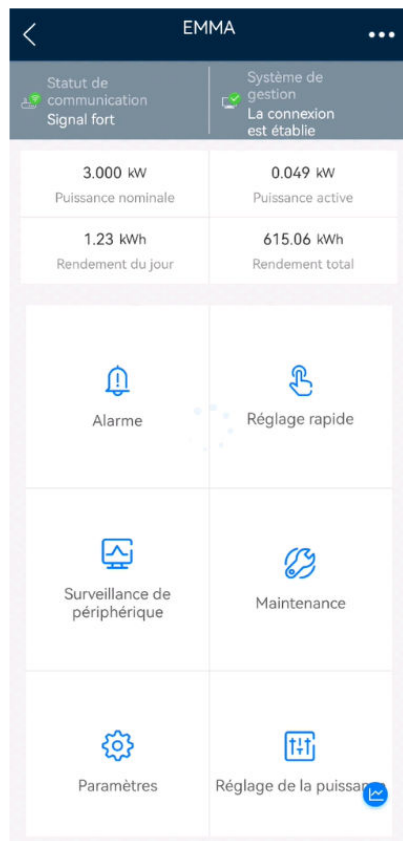 EMMA
Statut de
communication
Signal fort
Système de
gestion
La connexion
est établie
3.000 kW
Puissance nominale
0.049 kW
Puissance active
1.23 kWh
Rendement du jour
615.06 kWh
Rendement total
Alarme
Réglage rapide
Surveillance de
périphérique
Maintenance
Paramètres
Réglage de la puissance